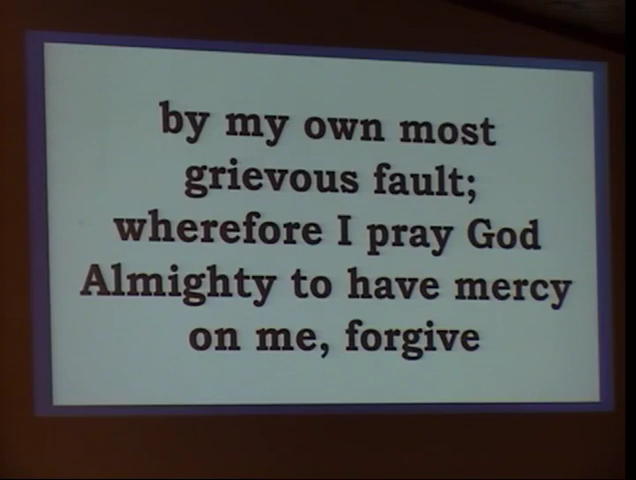 by my own most
grievous fault;
wherefore I pray God
Almighty to have mercy
on me, forgive